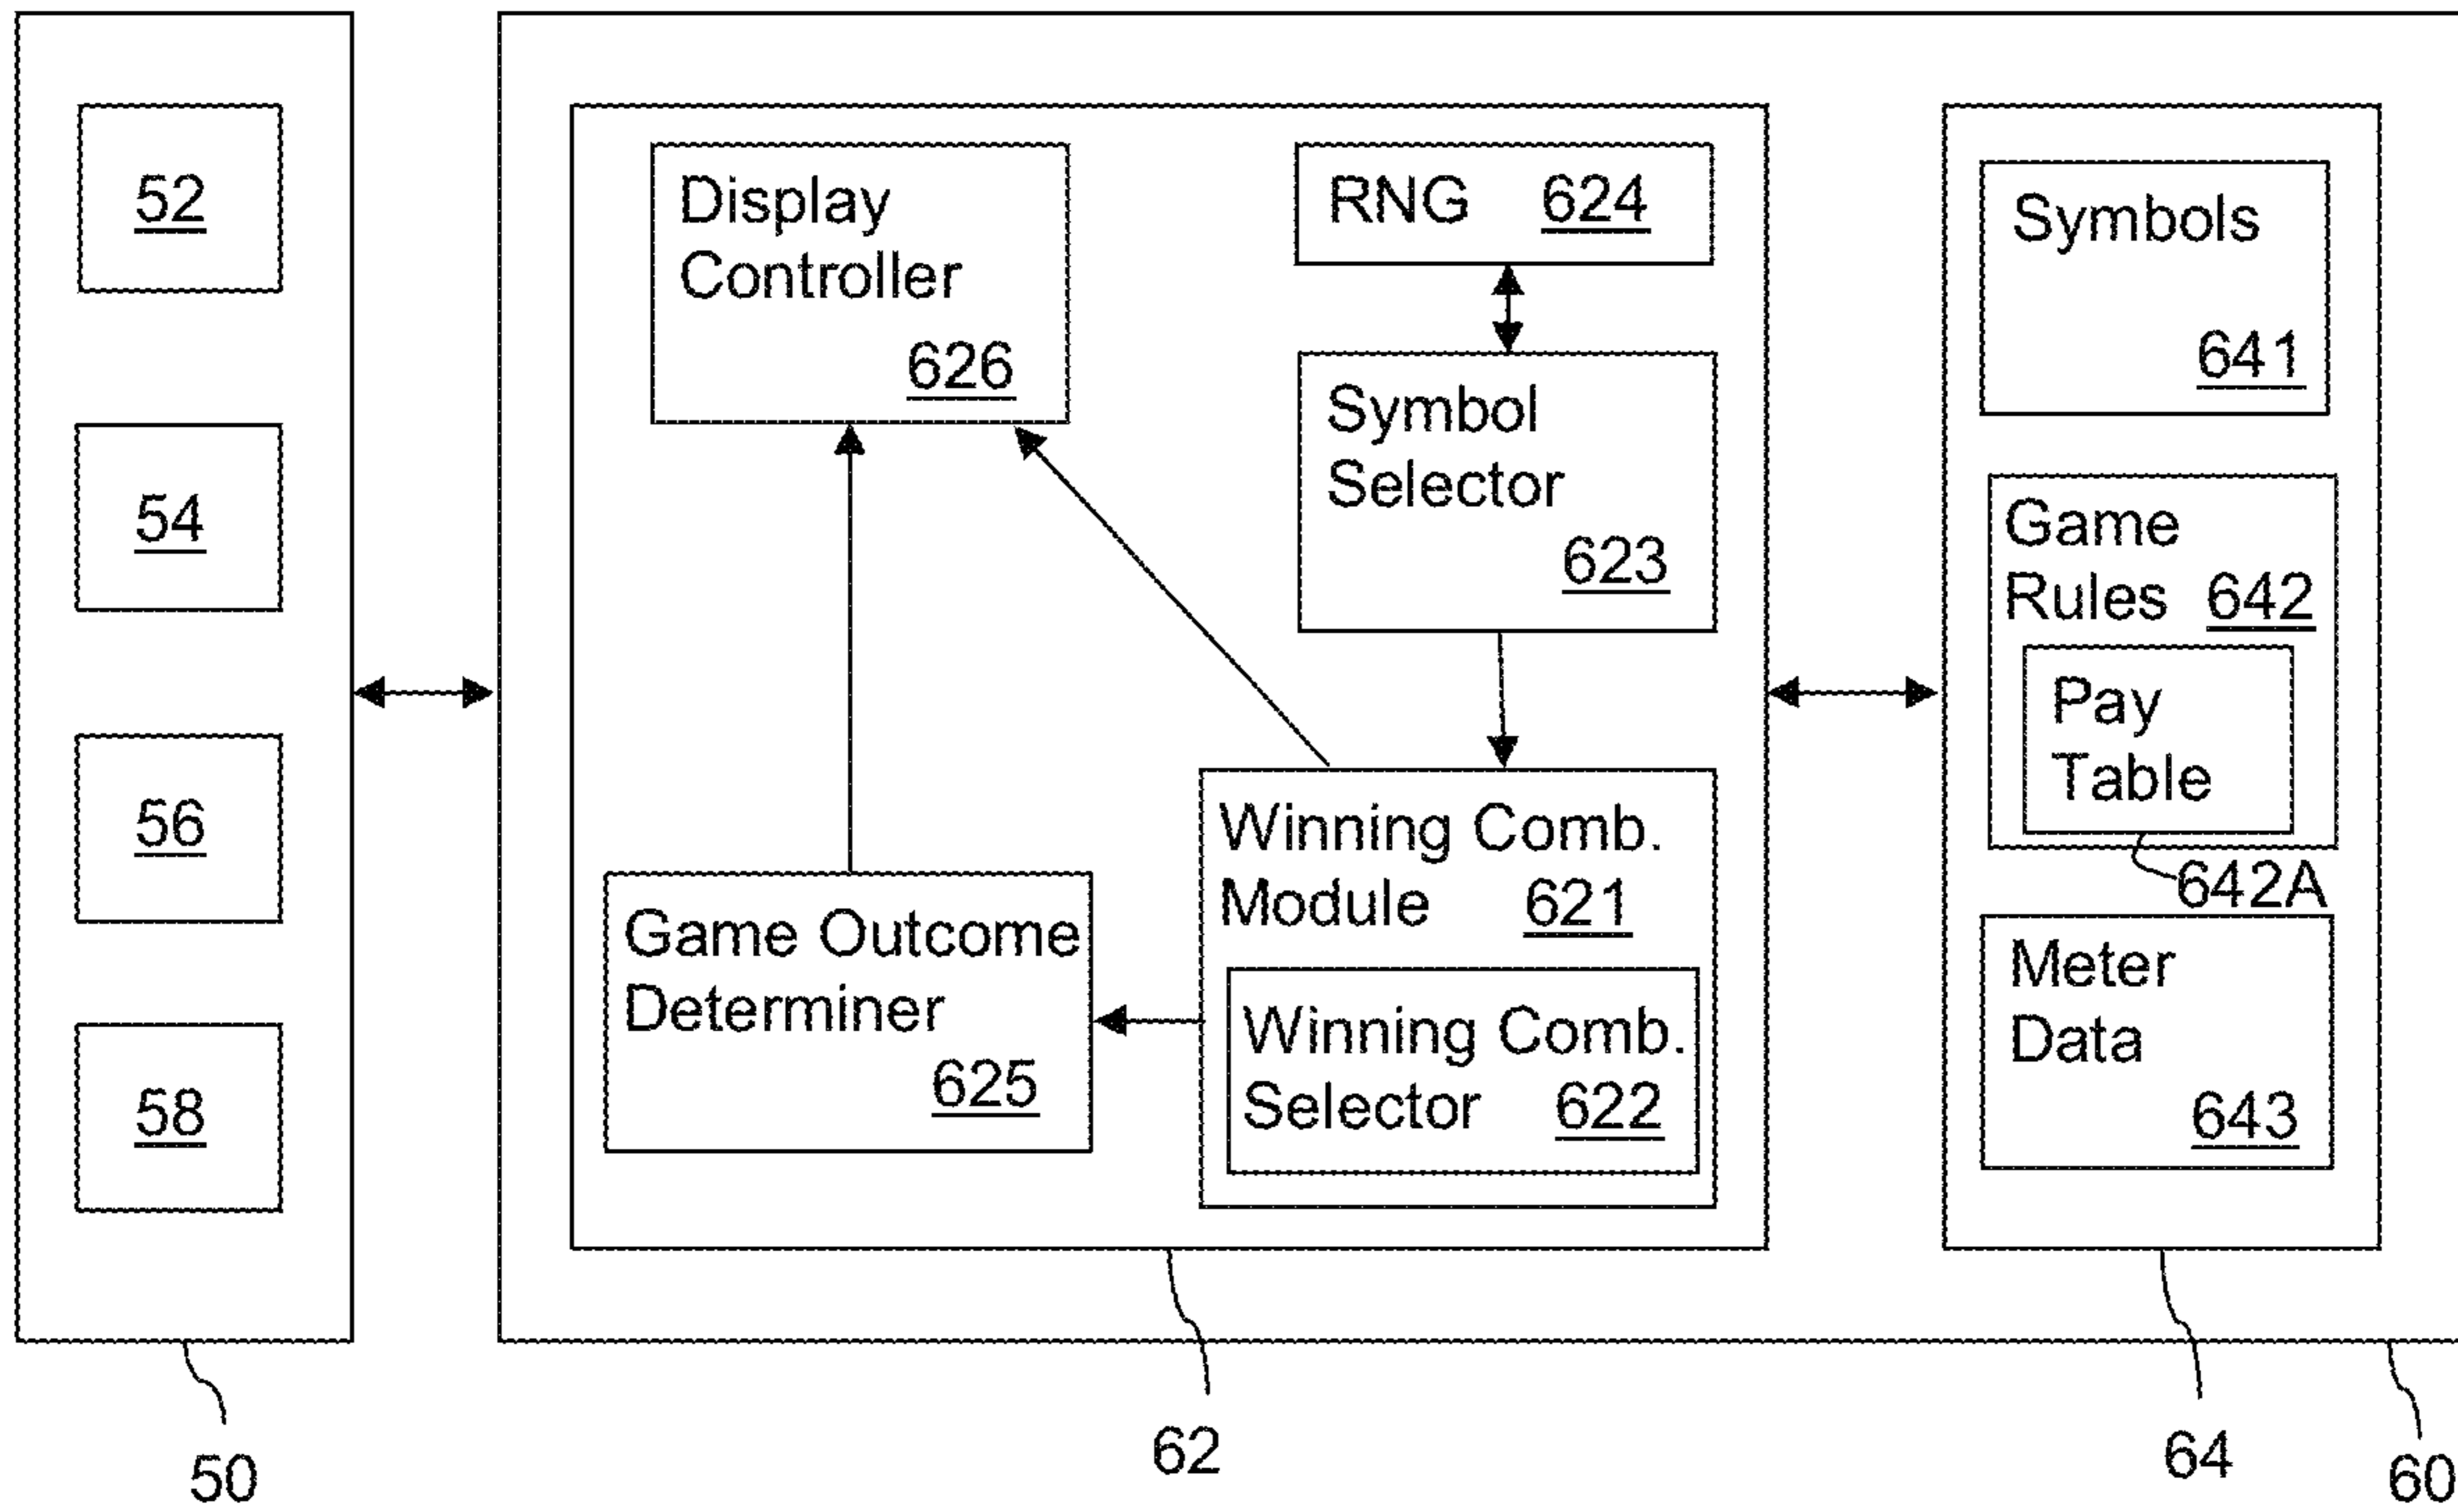 52
54
56
58
Display
Controller
626
RNG 624
Symbol
Selector
623
Winning Comb.
Module 621
Winning Comb.
Selector 622
Game Outcome
Determiner
625
Symbols
641
Game
Rules 642
Pay
Table
642A
Meter
Data
643
50
62
64
60